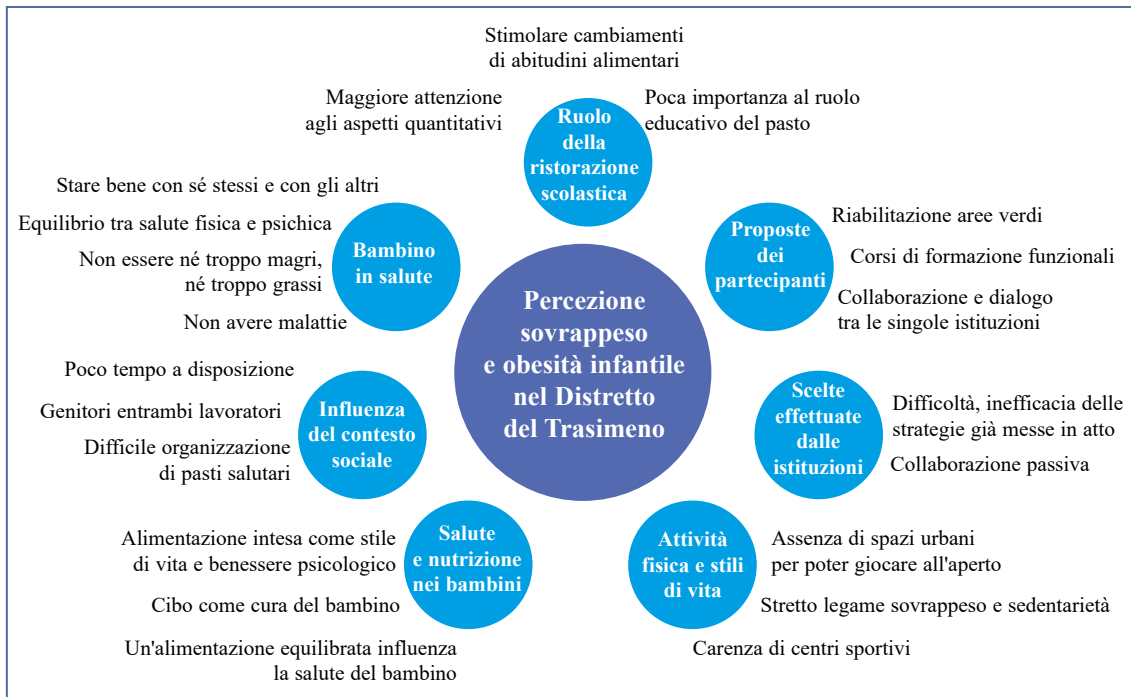 Stimolare cambiamenti
di abitudini alimentari
Maggiore attenzione
agli aspetti quantitativi
Ruolo
della
ristorazione
scolastica
Poca importanza al ruolo
educativo del pasto
Stare bene con sé stessi e con gli altri
Equilibrio tra salute fisica e psichica
Non essere né troppo magri,
né troppo grassi
Non avere malattie
Bambino
in salute
Proposte
dei
partecipanti
Riabilitazione aree verdi
Corsi di formazione funzionali
Collaborazione e dialogo
tra le singole istituzioni
Percezione
sovrappeso
e obesità infantile
nel Distretto
del Trasimeno
Poco tempo a disposizione
Genitori entrambi lavoratori
Difficile organizzazione
di pasti salutari
Influenza
del contesto
sociale
Scelte
effettuate
dalle
istituzioni
Difficoltà, inefficacia delle
strategie già messe in atto
Collaborazione passiva
Alimentazione intesa come stile
di vita e benessere psicologico
Cibo come cura del bambino
Un'alimentazione equilibrata influenza
la salute del bambino
Salute
e nutrizione
nei bambini
Attività
fisica e stili
di vita
Assenza di spazi urbani
per poter giocare all'aperto
Stretto legame sovrappeso e sedentarietà
Carenza di centri sportivi